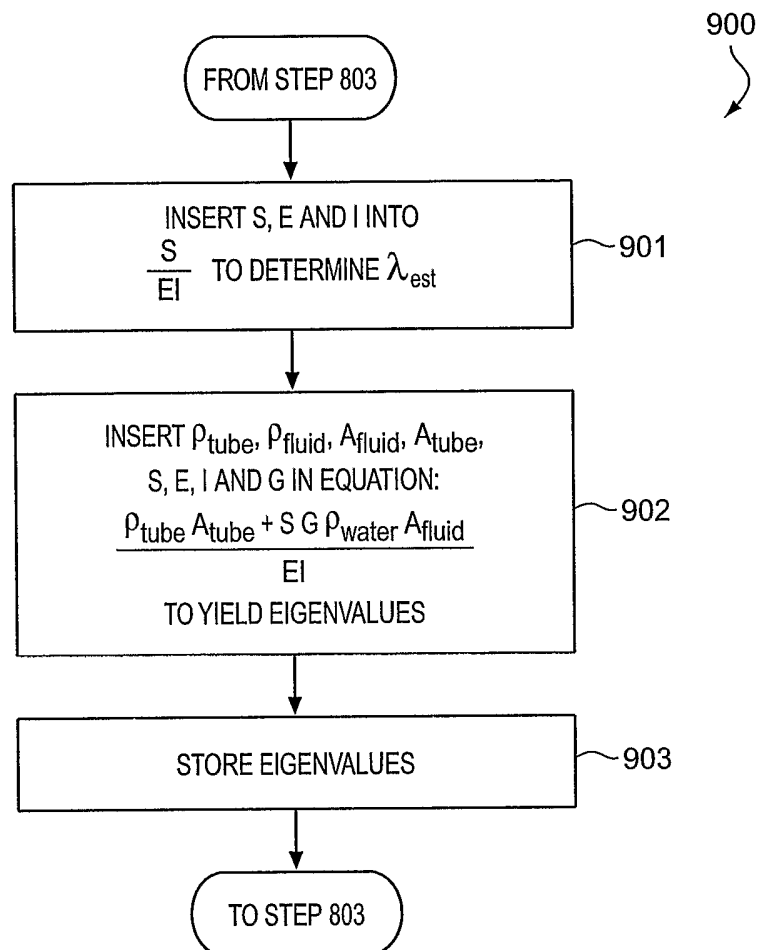 900
FROM STEP 803
INSERT S, E AND I INTO
S
EI
TO DETERMINE λest
901
INSERT ρtube, ρfluid, Afluid, Atube,
S, E, I AND G IN EQUATION:
ρtube Atube + S G ρwater Afluid
EI
TO YIELD EIGENVALUES
902
STORE EIGENVALUES
903
TO STEP 803